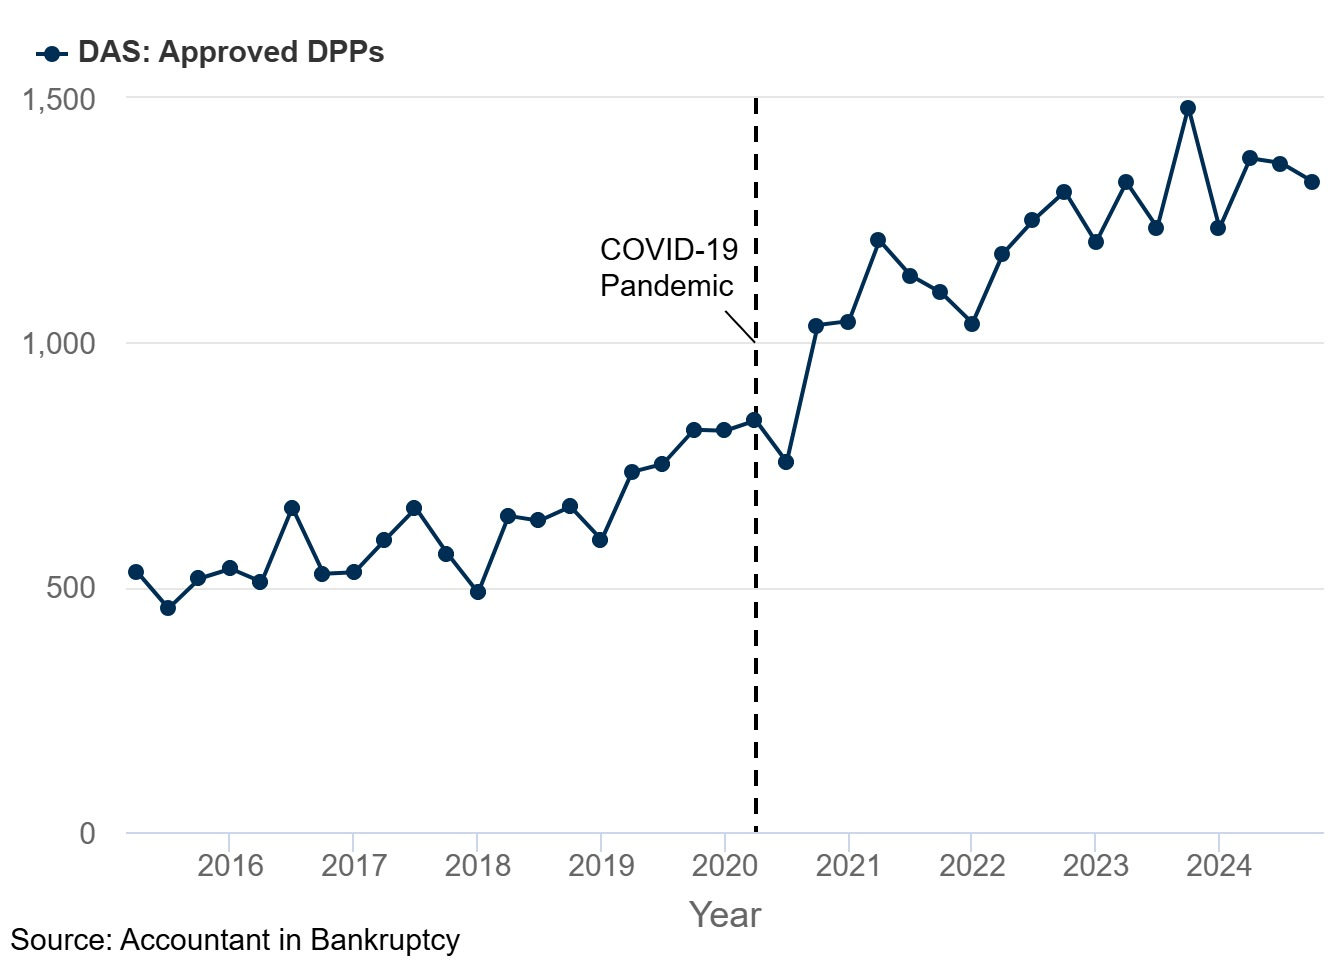 DAS: Approved DPPs
1,500
COVID-19
Pandemic
1,000
500
0
2016 2017 2018 2019 2020 2021 2022 2023 2024
Year
Source: Accountant in Bankruptcy